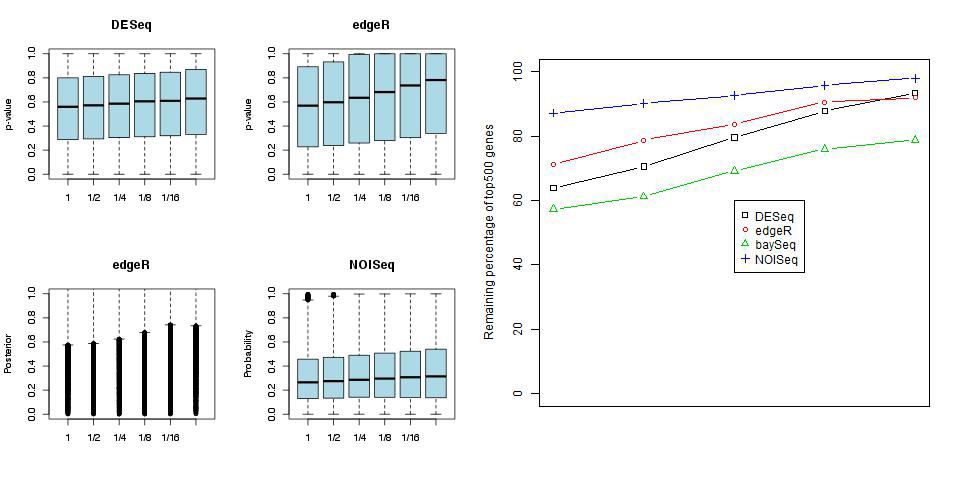 DESeq
p-value
0.0 0.2 0.4 0.6 0.8 1.0
1 1/2 1/4 1/8 1/16
edgeR
p-value
0.0 0.2 0.4 0.6 0.8 1.0
1 1/2 1/4 1/8 1/16
edgeR
Posterior
0.0 0.2 0.4 0.6 0.8 1.0
1 1/2 1/4 1/8 1/16
NOISeq
Probability
0.0 0.2 0.4 0.6 0.8 1.0
1 1/2 1/4 1/8 1/16
Remaining percentage of top500 genes
0 20 40 60 80 100
DESeq
edgeR
baySeq
NOISeq